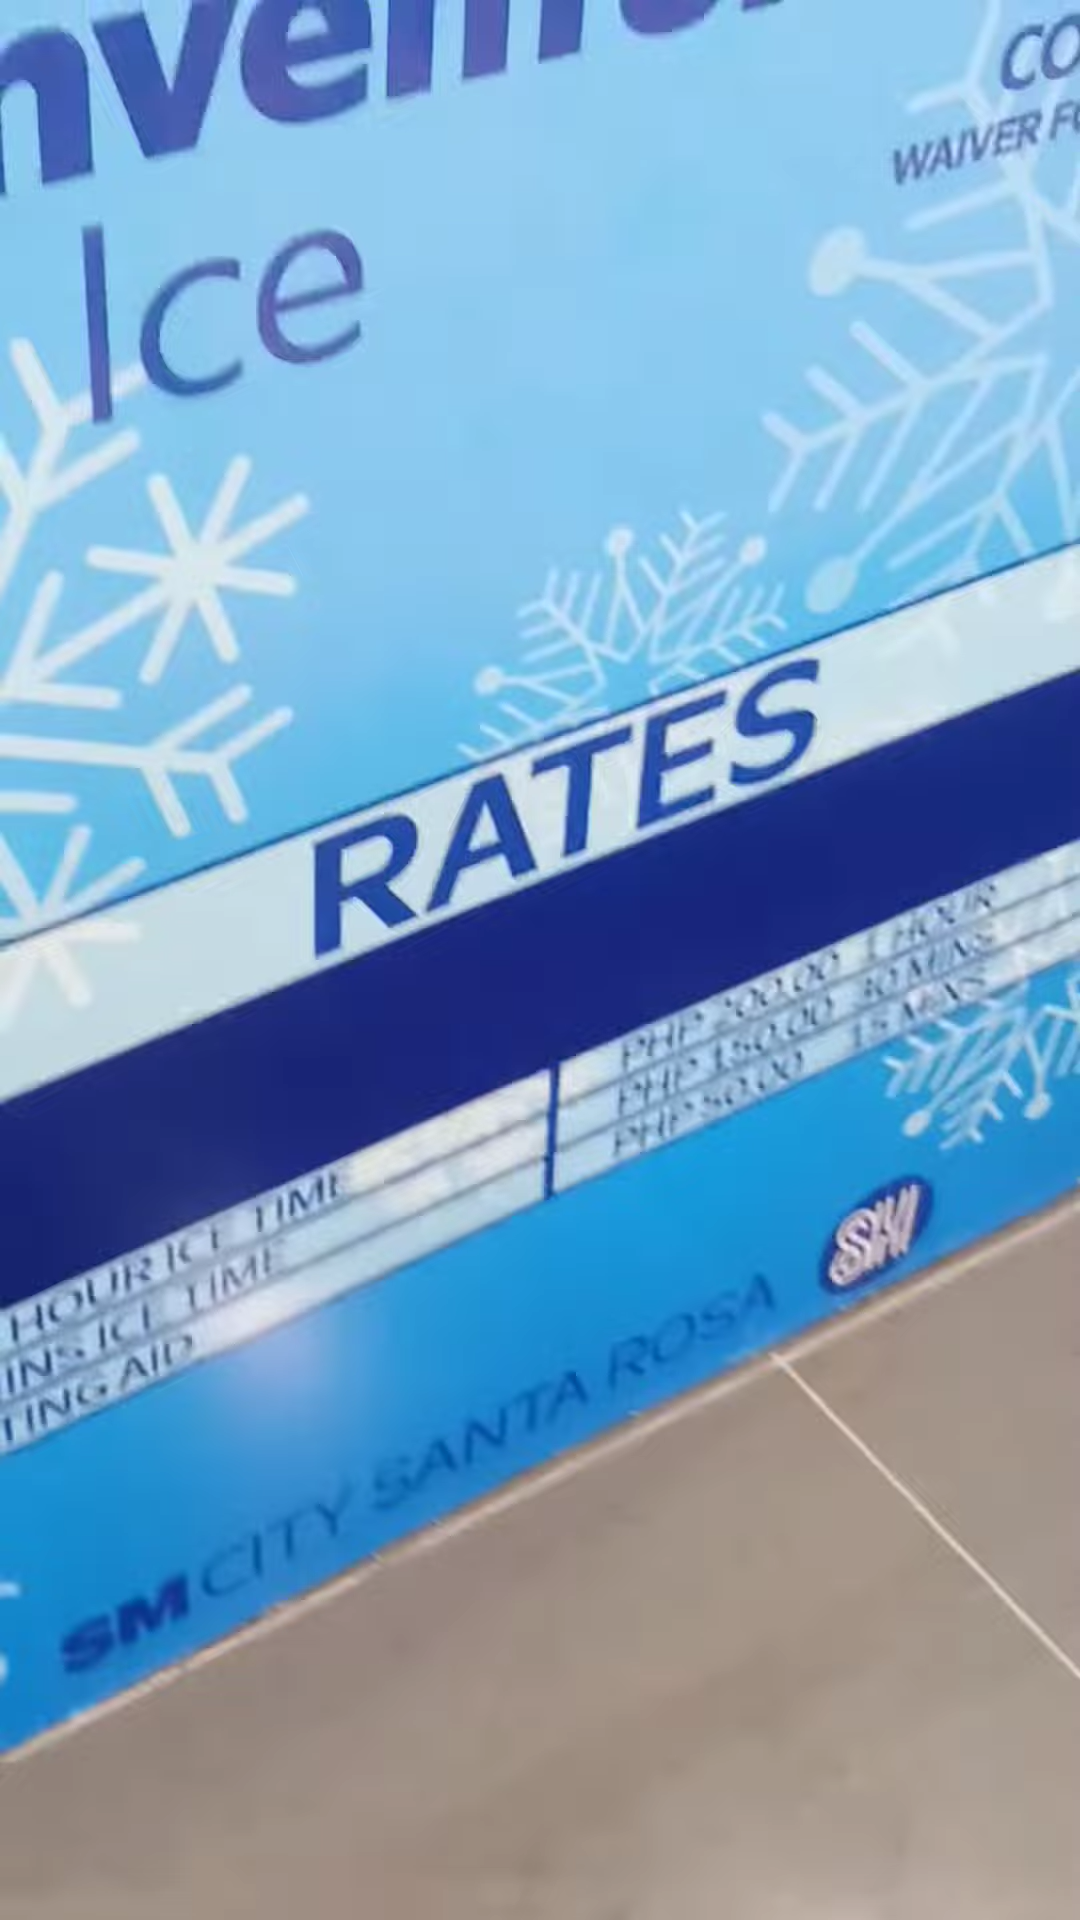 CO
WAIVER
Ice
RATES
HOUR ICE TIME PHP 200.00 1 HOUR
INS ICE TIME PHP 150.00 30 MINS
TING AID PHP 50.00 15 MINS
SM CITY SANTA ROSA SM